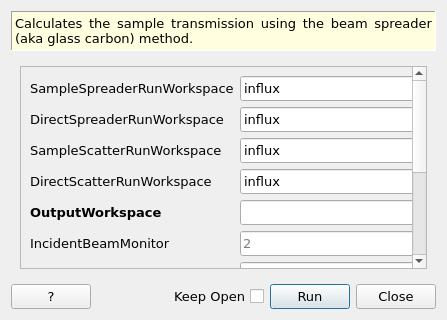 Calculates the sample transmission using the beam spreader
(aka glass carbon) method.
SampleSpreaderRunWorkspace influx
DirectSpreaderRunWorkspace influx
SampleScatterRunWorkspace influx
DirectScatterRunWorkspace influx
OutputWorkspace
IncidentBeamMonitor 2
? Keep Open Run Close